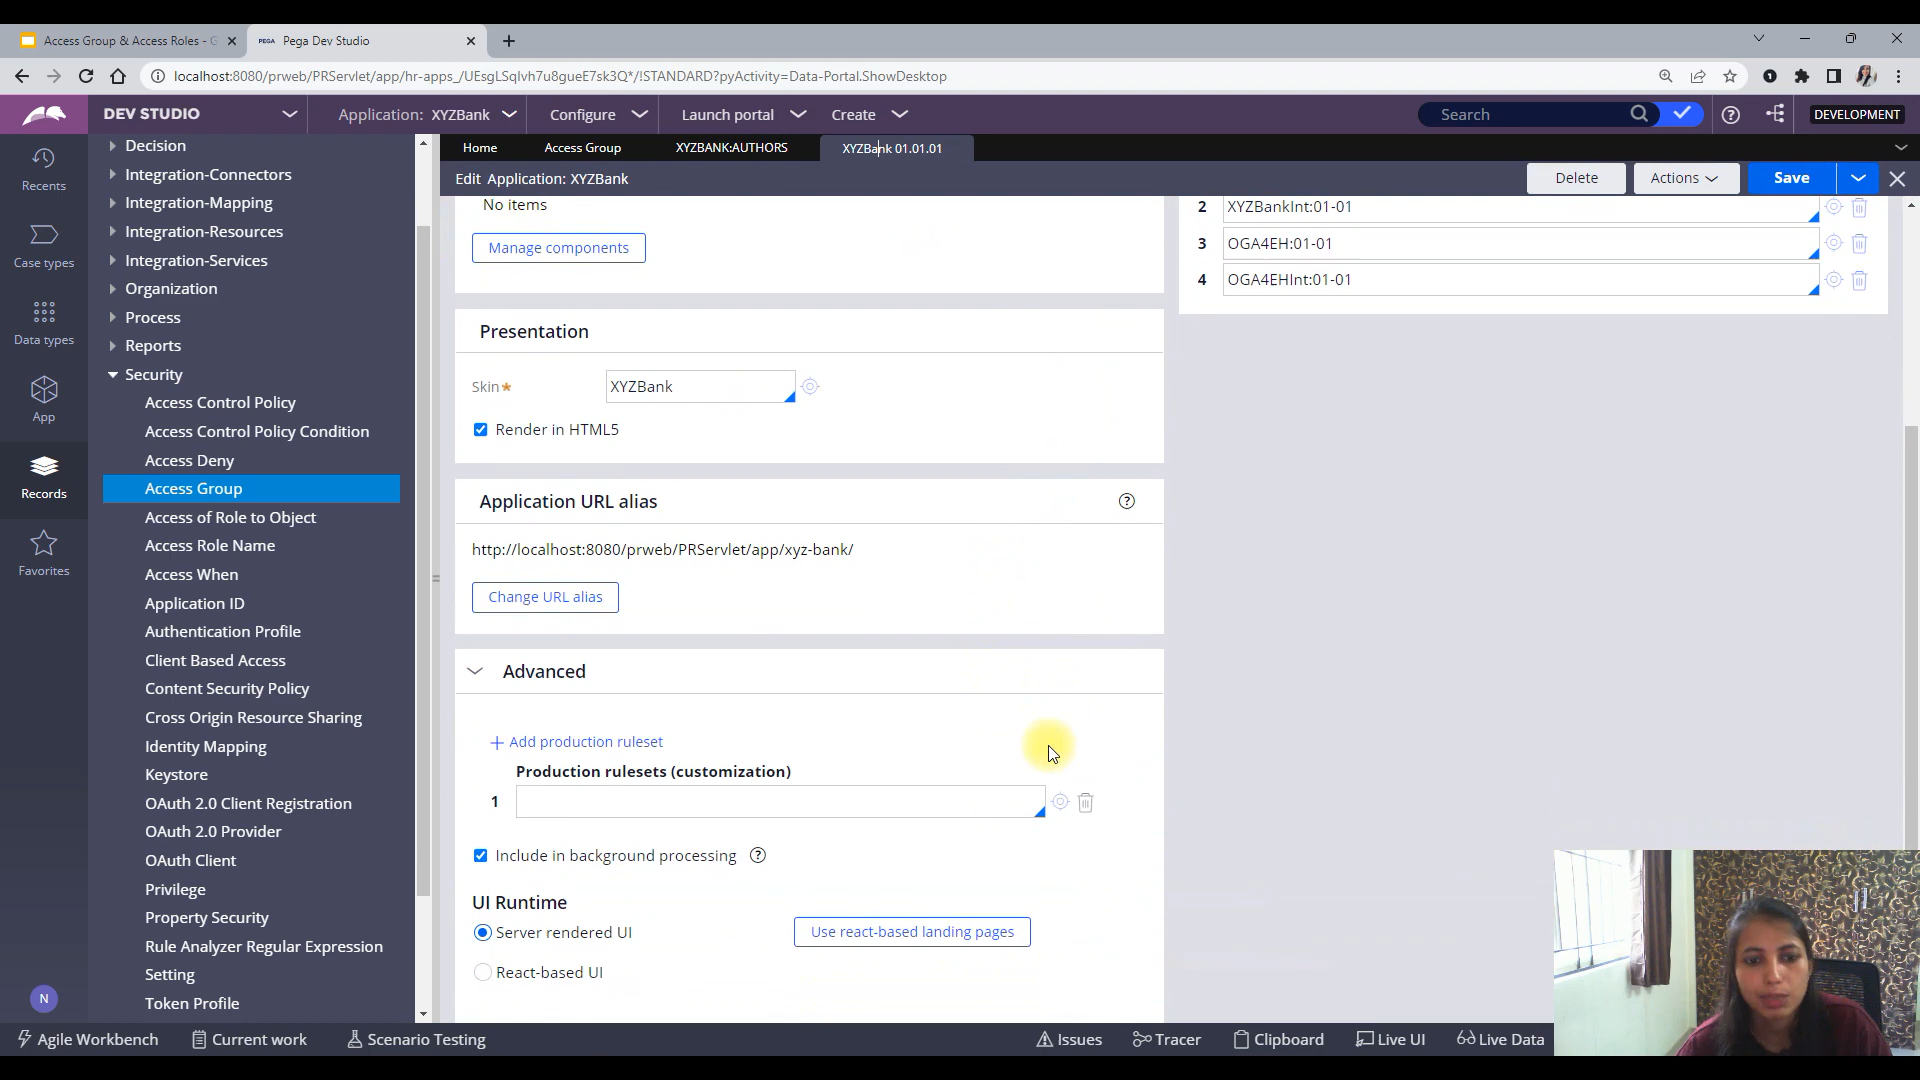 Access Group & Access Roles - G
PEGA Pega Dev Studio
localhost:8080/prweb/PRServlet/app/hr-apps_/UEsgLSqIvh7u8gueE7sk3Q*/!STANDARD?pyActivity=Data-Portal.ShowDesktop
DEV STUDIO
Application: XYZBank
Configure
Launch portal
Create
Search
DEVELOPMENT
Recents
Case types
Data types
App
Records
Favorites
N
Decision
Integration-Connectors
Integration-Mapping
Integration-Resources
Integration-Services
Organization
Process
Reports
Security
Access Control Policy
Access Control Policy Condition
Access Deny
Access Group
Access of Role to Object
Access Role Name
Access When
Application ID
Authentication Profile
Client Based Access
Content Security Policy
Cross Origin Resource Sharing
Identity Mapping
Keystore
OAuth 2.0 Client Registration
OAuth 2.0 Provider
OAuth Client
Privilege
Property Security
Rule Analyzer Regular Expression
Setting
Token Profile
Home
Access Group
XYZBANK:AUTHORS
XYZBank 01.01.01
Edit Application: XYZBank
Delete
Actions
Save
No items
Manage components
2 XYZBankInt:01-01
3 OGA4EH:01-01
4 OGA4EHInt:01-01
Presentation
Skin* XYZBank
Render in HTML5
Application URL alias
http://localhost:8080/prweb/PRServlet/app/xyz-bank/
Change URL alias
Advanced
+ Add production ruleset
Production rulesets (customization)
1
Include in background processing
UI Runtime
Server rendered UI
Use react-based landing pages
React-based UI
Agile Workbench
Current work
Scenario Testing
Issues
Tracer
Clipboard
Live UI
Live Data